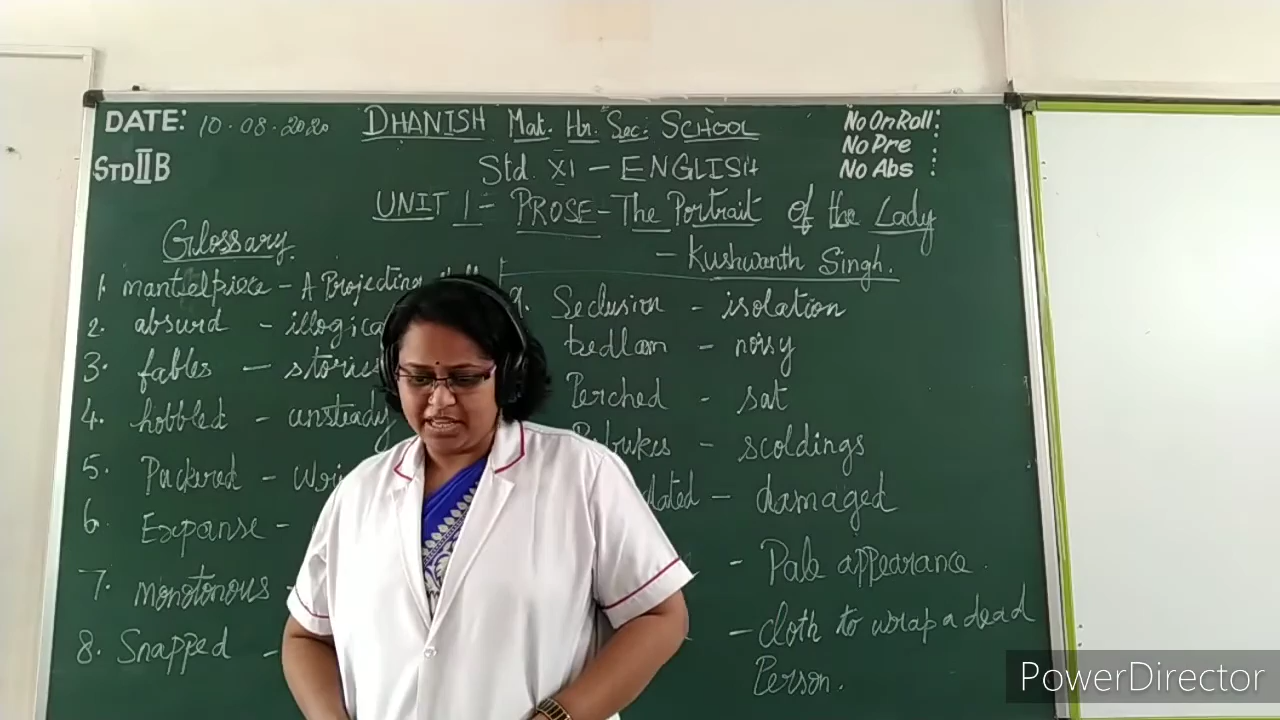 DATE: 10.08.2020
STD II B
DHANISH Mat. Hr. Sec. SCHOOL
Std. XI - ENGLISH
UNIT 1 - PROSE - The Portrait of the Lady
- Kushwanth Singh.
No On Roll:
No Pre :
No Abs :
Glossary
1. mantelpiece - A Projecting
2. absurd - illogica
3. fables - stories
4. hobbled - unsteady
5. Puckered -
6. Expanse -
7. monotonous -
8. Snapped -
9. Seclusion - isolation
bedlam - noisy
Perched - sat
- scoldings
dated - damaged
- Pale appearance.
- cloth to wrap a dead
Person.
PowerDirector